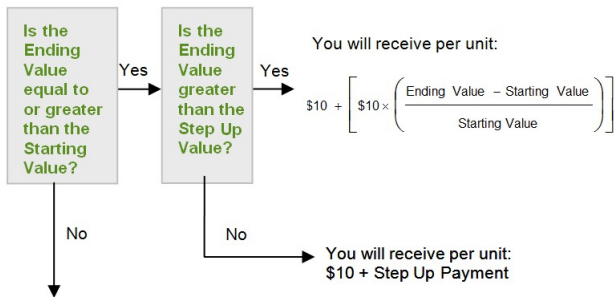 Is the
Ending
Value
equal to
or greater
than the
Starting
Value?
Yes
Is the
Ending
Value
greater
than the
Step Up
Value?
Yes
You will receive per unit:
$10 + [ $10 × ( Ending Value – Starting Value
Starting Value ) ]
No
No
You will receive per unit:
$10 + Step Up Payment